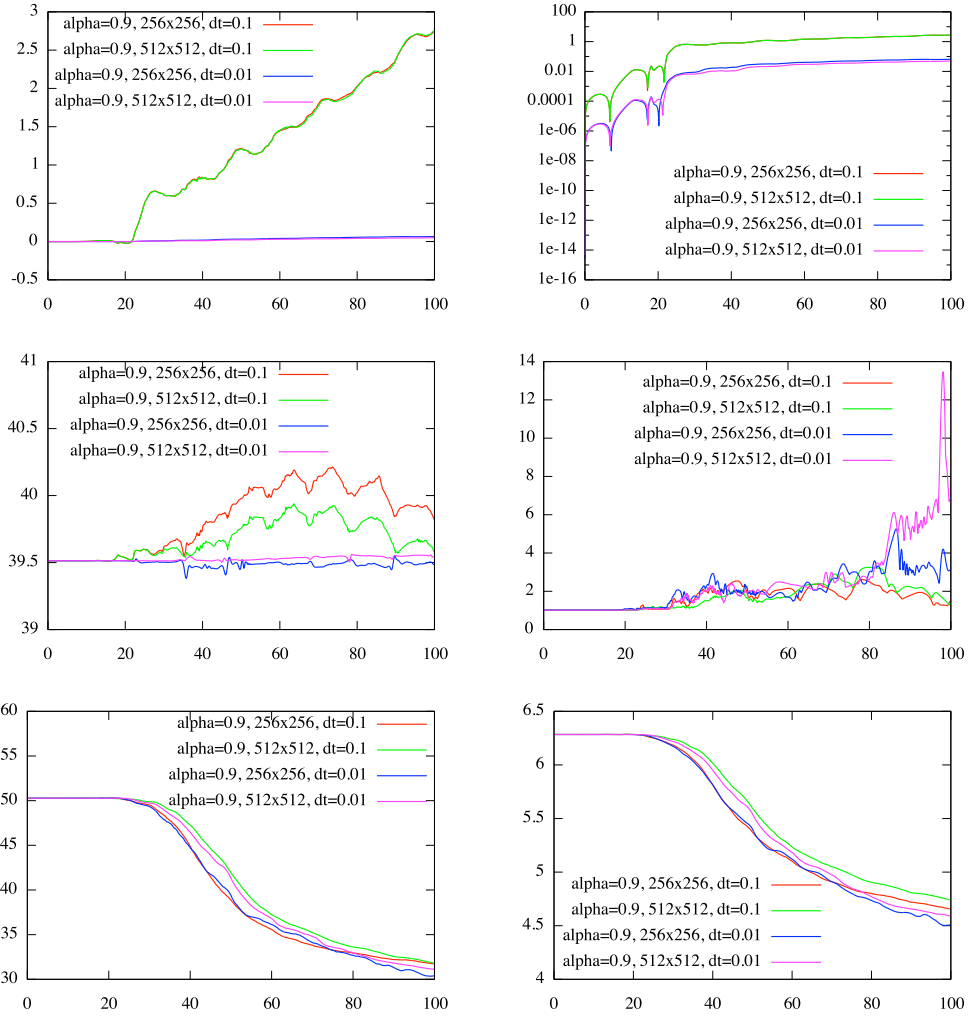 3
2.5
2
1.5
1
0.5
0
-0.5
alpha=0.9, 256x256, dt=0.1
alpha=0.9, 512x512, dt=0.1
alpha=0.9, 256x256, dt=0.01
alpha=0.9, 512x512, dt=0.01
0 20 40 60 80 100
100
1
0.01
0.0001
1e-06
1e-08
1e-10
1e-12
1e-14
1e-16
alpha=0.9, 256x256, dt=0.1
alpha=0.9, 512x512, dt=0.1
alpha=0.9, 256x256, dt=0.01
alpha=0.9, 512x512, dt=0.01
0 20 40 60 80 100
41
40.5
40
39.5
39
alpha=0.9, 256x256, dt=0.1
alpha=0.9, 512x512, dt=0.1
alpha=0.9, 256x256, dt=0.01
alpha=0.9, 512x512, dt=0.01
0 20 40 60 80 100
14
12
10
8
6
4
2
0
alpha=0.9, 256x256, dt=0.1
alpha=0.9, 512x512, dt=0.1
alpha=0.9, 256x256, dt=0.01
alpha=0.9, 512x512, dt=0.01
0 20 40 60 80 100
60
55
50
45
40
35
30
alpha=0.9, 256x256, dt=0.1
alpha=0.9, 512x512, dt=0.1
alpha=0.9, 256x256, dt=0.01
alpha=0.9, 512x512, dt=0.01
0 20 40 60 80 100
6.5
6
5.5
5
4.5
4
alpha=0.9, 256x256, dt=0.1
alpha=0.9, 512x512, dt=0.1
alpha=0.9, 256x256, dt=0.01
alpha=0.9, 512x512, dt=0.01
0 20 40 60 80 100